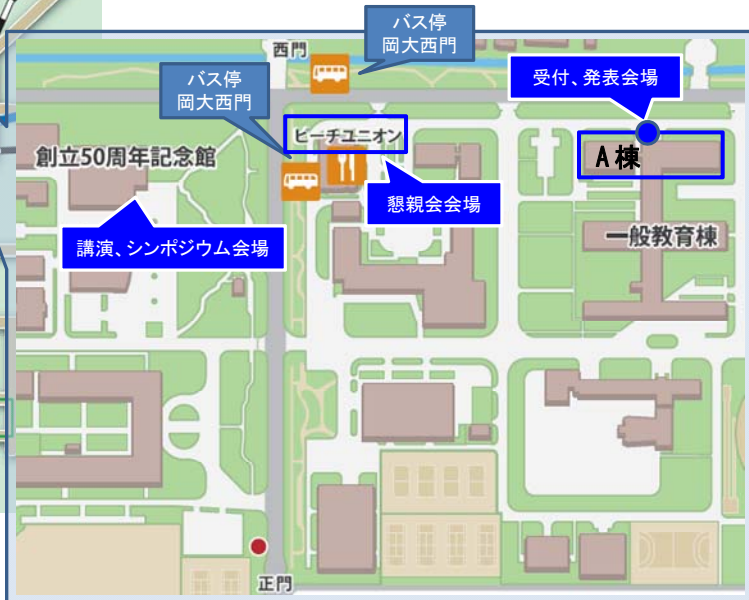 バス停
岡大西門
西門
バス停
岡大西門
受付、発表会場
ピーチユニオン
創立50周年記念館
A棟
懇親会会場
講演、シンポジウム会場
一般教育棟
正門